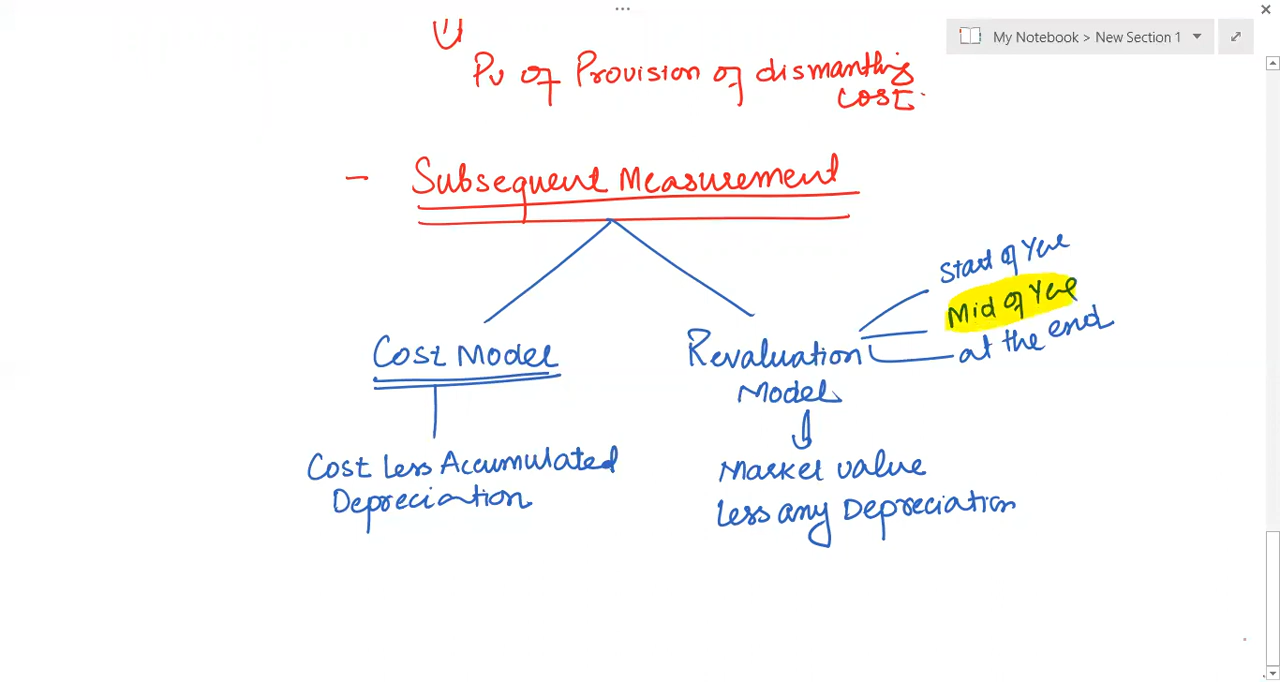 My Notebook > New Section 1
Pv of Provision of dismanthing
COST.
- Subsequent Measurement
Start of Year
Mid of Year
at the end
Cost Model
Revaluation
Model
Cost Less Accumulated
Depreciation
Market value
less any Depreciation